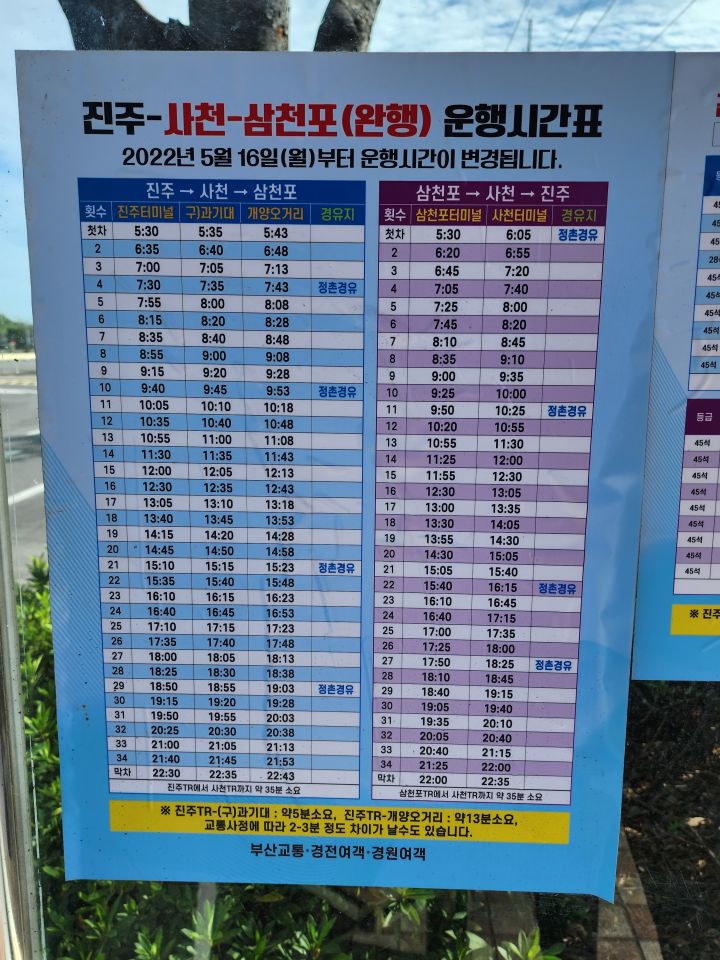 진주-사천-삼천포(완행) 운행시간표
2022년 5월 16일(월)부터 운행시간이 변경됩니다.
진주 → 사천 → 삼천포
횟수 진주터미널 구)과기대 개양오거리 경유지
첫차 5:30 5:35 5:43
2 6:35 6:40 6:48
3 7:00 7:05 7:13
4 7:30 7:35 7:43 정촌경유
5 7:55 8:00 8:08
6 8:15 8:20 8:28
7 8:35 8:40 8:48
8 8:55 9:00 9:08
9 9:15 9:20 9:28
10 9:40 9:45 9:53 정촌경유
11 10:05 10:10 10:18
12 10:35 10:40 10:48
13 10:55 11:00 11:08
14 11:30 11:35 11:43
15 12:00 12:05 12:13
16 12:30 12:35 12:43
17 13:05 13:10 13:18
18 13:40 13:45 13:53
19 14:15 14:20 14:28
20 14:45 14:50 14:58
21 15:10 15:15 15:23 정촌경유
22 15:35 15:40 15:48
23 16:10 16:15 16:23
24 16:40 16:45 16:53
25 17:10 17:15 17:23
26 17:35 17:40 17:48
27 18:00 18:05 18:13
28 18:25 18:30 18:38
29 18:50 18:55 19:03 정촌경유
30 19:15 19:20 19:28
31 19:50 19:55 20:03
32 20:25 20:30 20:38
33 21:00 21:05 21:13
34 21:40 21:45 21:53
막차 22:30 22:35 22:43
진주TR에서 사천TR까지 약 35분 소요
삼천포 → 사천 → 진주
횟수 삼천포터미널 사천터미널 경유지
첫차 5:30 6:05 정촌경유
2 6:20 6:55
3 6:45 7:20
4 7:05 7:40
5 7:25 8:00
6 7:45 8:20
7 8:10 8:45
8 8:35 9:10
9 9:00 9:35
10 9:25 10:00
11 9:50 10:25 정촌경유
12 10:20 10:55
13 10:55 11:30
14 11:25 12:00
15 11:55 12:30
16 12:30 13:05
17 13:00 13:35
18 13:30 14:05
19 13:55 14:30
20 14:30 15:05
21 15:05 15:40
22 15:40 16:15 정촌경유
23 16:10 16:45
24 16:40 17:15
25 17:00 17:35
26 17:25 18:00
27 17:50 18:25 정촌경유
28 18:10 18:45
29 18:40 19:15
30 19:05 19:40
31 19:35 20:10
32 20:05 20:40
33 20:40 21:15
34 21:25 22:00
막차 22:00 22:35
삼천포TR에서 사천TR까지 약 35분 소요
※ 진주TR-(구)과기대 : 약5분소요, 진주TR-개양오거리 : 약13분소요,
교통사정에 따라 2-3분 정도 차이가 날수도 있습니다.
부산교통·경전여객·경원여객
45석
45석
45석
28석
45석
45석
45석
45석
45석
45석
등급
45석
45석
45석
45석
45석
45석
45석
45석
45석
※ 진주